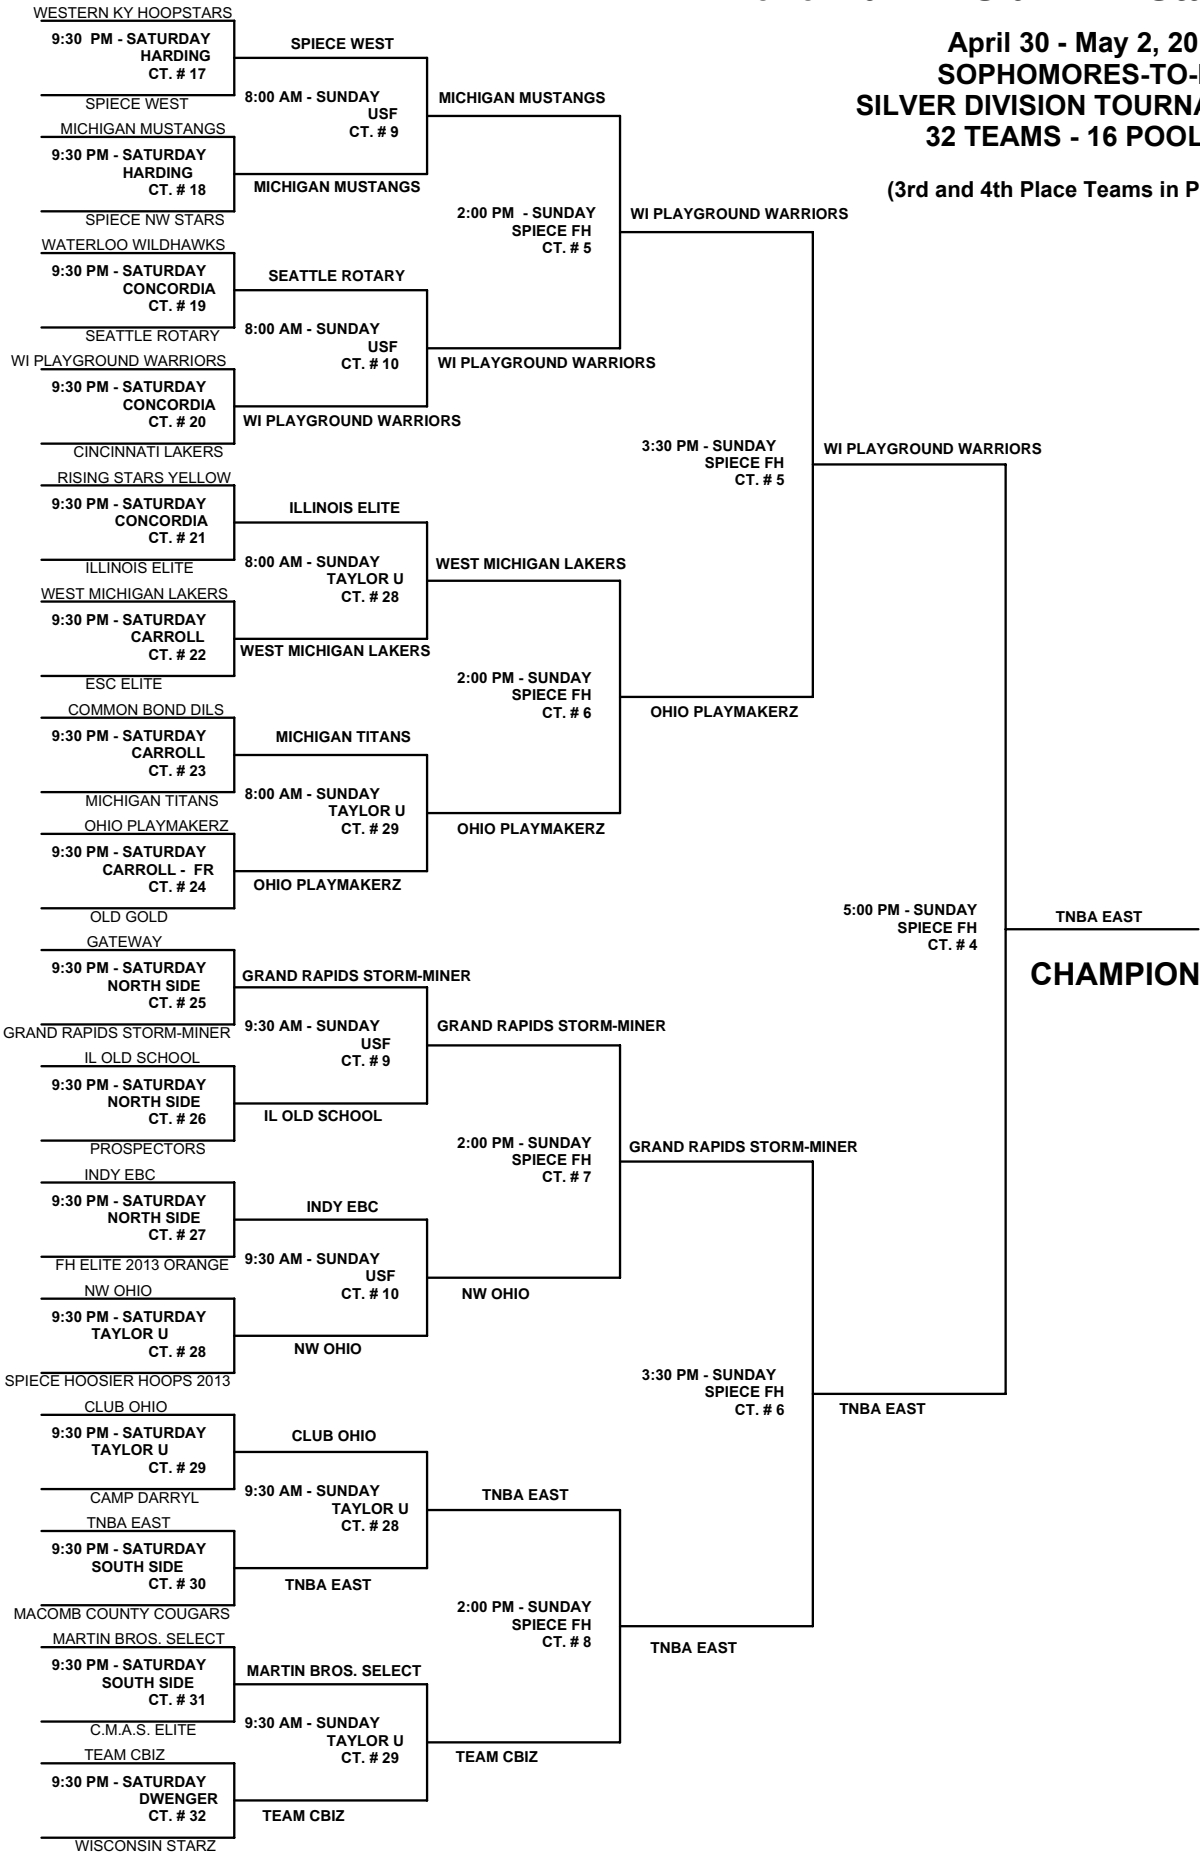 April 30 - May 2, 20
SOPHOMORES-TO-
SILVER DIVISION TOURNA
32 TEAMS - 16 POOL
(3rd and 4th Place Teams in P
WESTERN KY HOOPSTARS
9:30 PM - SATURDAY
HARDING
CT. # 17
SPIECE WEST
MICHIGAN MUSTANGS
9:30 PM - SATURDAY
HARDING
CT. # 18
SPIECE NW STARS
WATERLOO WILDHAWKS
9:30 PM - SATURDAY
CONCORDIA
CT. # 19
SEATTLE ROTARY
WI PLAYGROUND WARRIORS
9:30 PM - SATURDAY
CONCORDIA
CT. # 20
CINCINNATI LAKERS
RISING STARS YELLOW
9:30 PM - SATURDAY
CONCORDIA
CT. # 21
ILLINOIS ELITE
WEST MICHIGAN LAKERS
9:30 PM - SATURDAY
CARROLL
CT. # 22
ESC ELITE
COMMON BOND DILS
9:30 PM - SATURDAY
CARROLL
CT. # 23
MICHIGAN TITANS
OHIO PLAYMAKERZ
9:30 PM - SATURDAY
CARROLL - FR
CT. # 24
OLD GOLD
GATEWAY
9:30 PM - SATURDAY
NORTH SIDE
CT. # 25
GRAND RAPIDS STORM-MINER
IL OLD SCHOOL
9:30 PM - SATURDAY
NORTH SIDE
CT. # 26
PROSPECTORS
INDY EBC
9:30 PM - SATURDAY
NORTH SIDE
CT. # 27
FH ELITE 2013 ORANGE
NW OHIO
9:30 PM - SATURDAY
TAYLOR U
CT. # 28
SPIECE HOOSIER HOOPS 2013
CLUB OHIO
9:30 PM - SATURDAY
TAYLOR U
CT. # 29
CAMP DARRYL
TNBA EAST
9:30 PM - SATURDAY
SOUTH SIDE
CT. # 30
MACOMB COUNTY COUGARS
MARTIN BROS. SELECT
9:30 PM - SATURDAY
SOUTH SIDE
CT. # 31
C.M.A.S. ELITE
TEAM CBIZ
9:30 PM - SATURDAY
DWENGER
CT. # 32
WISCONSIN STARZ
SPIECE WEST
8:00 AM - SUNDAY
USF
CT. # 9
MICHIGAN MUSTANGS
SEATTLE ROTARY
8:00 AM - SUNDAY
USF
CT. # 10
WI PLAYGROUND WARRIORS
ILLINOIS ELITE
8:00 AM - SUNDAY
TAYLOR U
CT. # 28
WEST MICHIGAN LAKERS
MICHIGAN TITANS
8:00 AM - SUNDAY
TAYLOR U
CT. # 29
OHIO PLAYMAKERZ
GRAND RAPIDS STORM-MINER
9:30 AM - SUNDAY
USF
CT. # 9
IL OLD SCHOOL
INDY EBC
9:30 AM - SUNDAY
USF
CT. # 10
NW OHIO
CLUB OHIO
9:30 AM - SUNDAY
TAYLOR U
CT. # 28
TNBA EAST
MARTIN BROS. SELECT
9:30 AM - SUNDAY
TAYLOR U
CT. # 29
TEAM CBIZ
MICHIGAN MUSTANGS
2:00 PM - SUNDAY
SPIECE FH
CT. # 5
WI PLAYGROUND WARRIORS
WEST MICHIGAN LAKERS
2:00 PM - SUNDAY
SPIECE FH
CT. # 6
OHIO PLAYMAKERZ
GRAND RAPIDS STORM-MINER
2:00 PM - SUNDAY
SPIECE FH
CT. # 7
NW OHIO
TNBA EAST
2:00 PM - SUNDAY
SPIECE FH
CT. # 8
TEAM CBIZ
WI PLAYGROUND WARRIORS
3:30 PM - SUNDAY
SPIECE FH
CT. # 5
OHIO PLAYMAKERZ
GRAND RAPIDS STORM-MINER
3:30 PM - SUNDAY
SPIECE FH
CT. # 6
TNBA EAST
WI PLAYGROUND WARRIORS
5:00 PM - SUNDAY
SPIECE FH
CT. # 4
TNBA EAST
TNBA EAST
CHAMPION